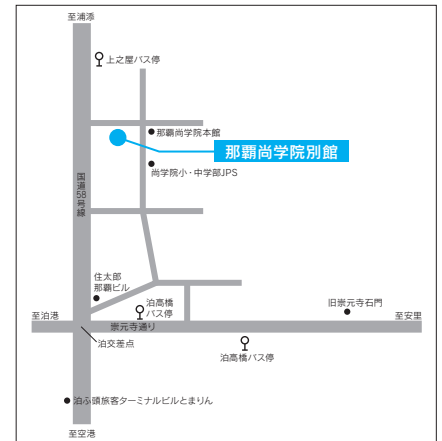 至浦添
上之屋バス停
那覇尚学院本館
那覇尚学院別館
尚学院小・中学部JPS
国道58号線
住太郎
那覇ビル
泊高橋
バス停
旧崇元寺石門
至泊港
崇元寺通り
至安里
泊交差点
泊高橋バス停
泊ふ頭旅客ターミナルビルとまりん
至空港